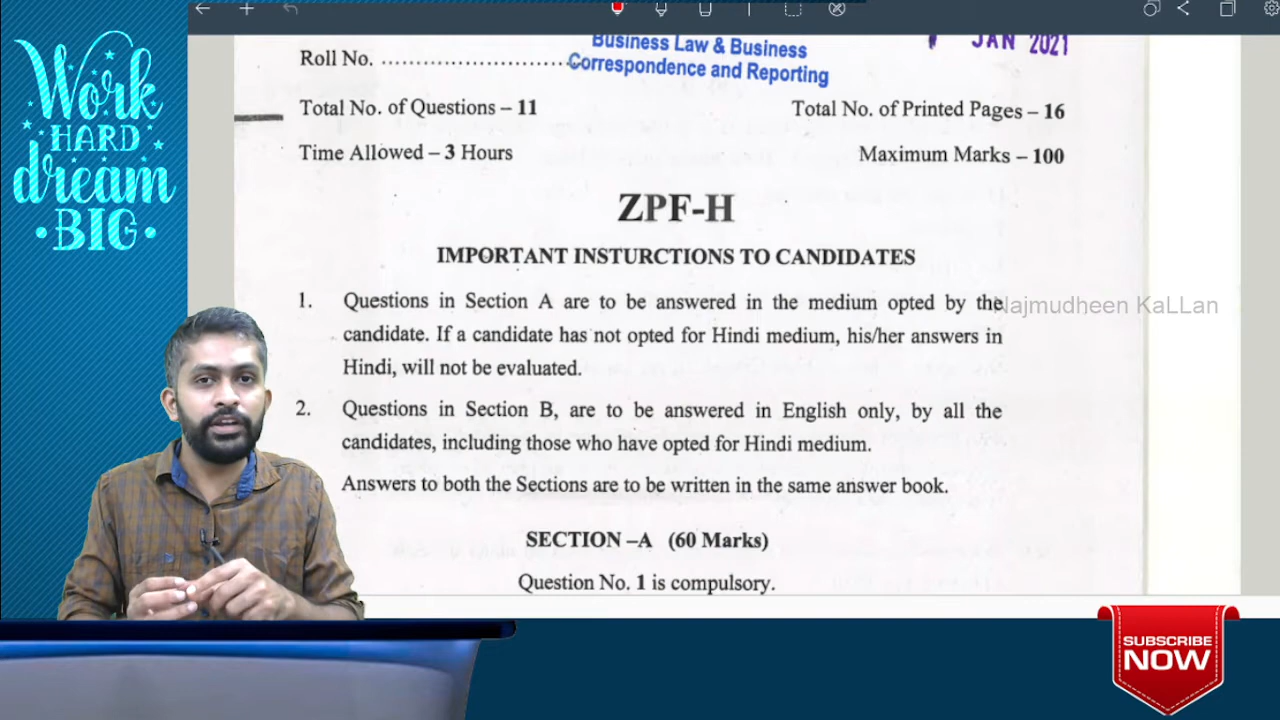 Work
HARD
dream
•BIG•
Roll No. ..............................
Business Law & Business
Correspondence and Reporting
JAN 2021
Total No. of Questions – 11
Total No. of Printed Pages – 16
Time Allowed – 3 Hours
Maximum Marks – 100
ZPF-H
IMPORTANT INSTURCTIONS TO CANDIDATES
1. Questions in Section A are to be answered in the medium opted by the
candidate. If a candidate has not opted for Hindi medium, his/her answers in
Hindi, will not be evaluated.
2. Questions in Section B, are to be answered in English only, by all the
candidates, including those who have opted for Hindi medium.
Answers to both the Sections are to be written in the same answer book.
SECTION –A (60 Marks)
Question No. 1 is compulsory.
Najmudheen KaLLan
SUBSCRIBE
NOW